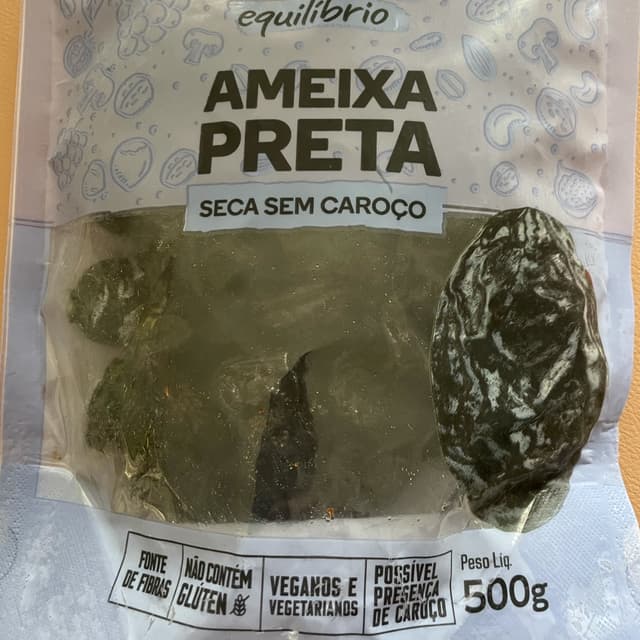 equilíbrio
AMEIXA
PRETA
SECA SEM CAROÇO
FONTE
DE FIBRAS
NÃO CONTÉM
GLUTEN
VEGANOS E
VEGETARIANOS
POSSÍVEL
PRESENÇA
DE CAROÇO
Peso Líq.
500g